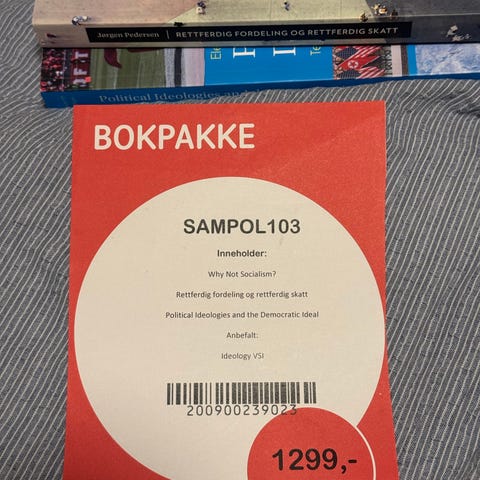 Jørgen Pedersen | RETTFERDIG FORDELING OG RETTFERDIG SKATT
Political Ideologies and
BOKPAKKE
SAMPOL103
Inneholder:
Why Not Socialism?
Rettferdig fordeling og rettferdig skatt
Political Ideologies and the Democratic Ideal
Anbefalt:
Ideology VSI
200900239023
1299,-